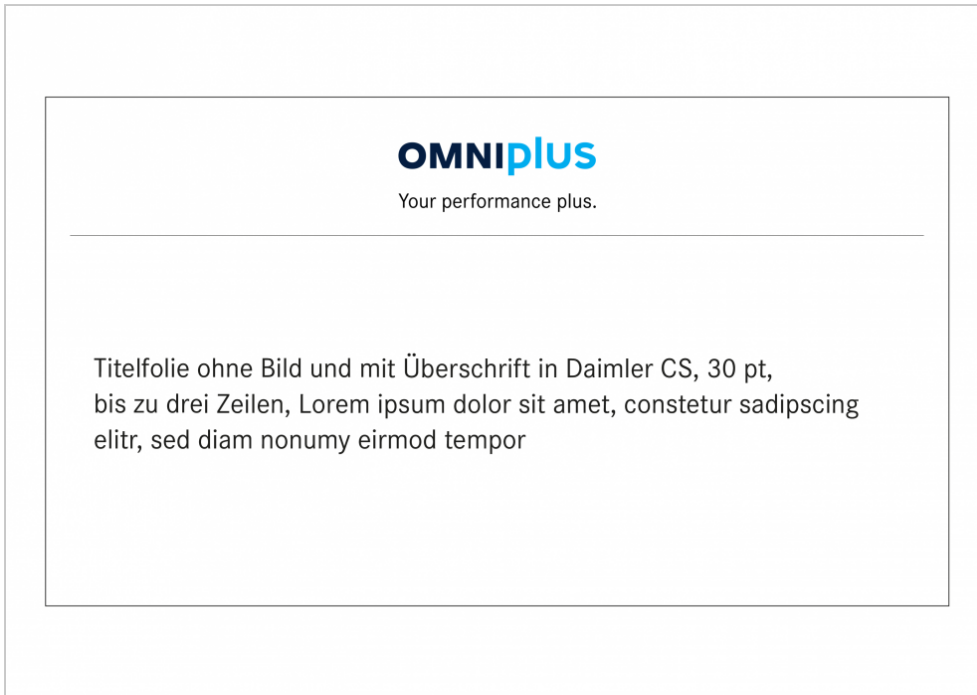 OMNIplus
Your performance plus.
Titelfolie ohne Bild und mit Überschrift in Daimler CS, 30 pt,
bis zu drei Zeilen, Lorem ipsum dolor sit amet, constetur sadipscing
elitr, sed diam nonumy eirmod tempor